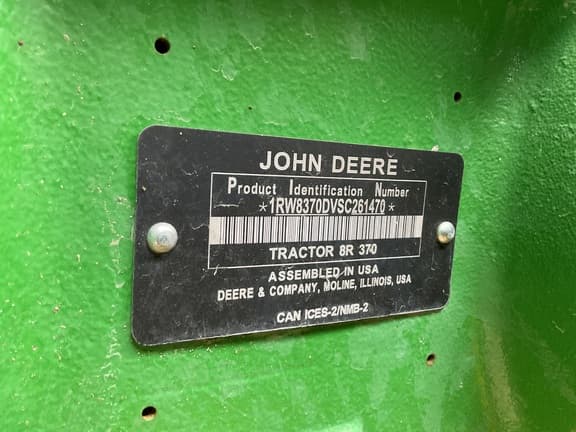 JOHN DEERE
Product Identification Number
*1RW8370DVSC261470*
TRACTOR 8R 370
ASSEMBLED IN USA
DEERE & COMPANY, MOLINE, ILLINOIS, USA
CAN ICES-2/NMB-2